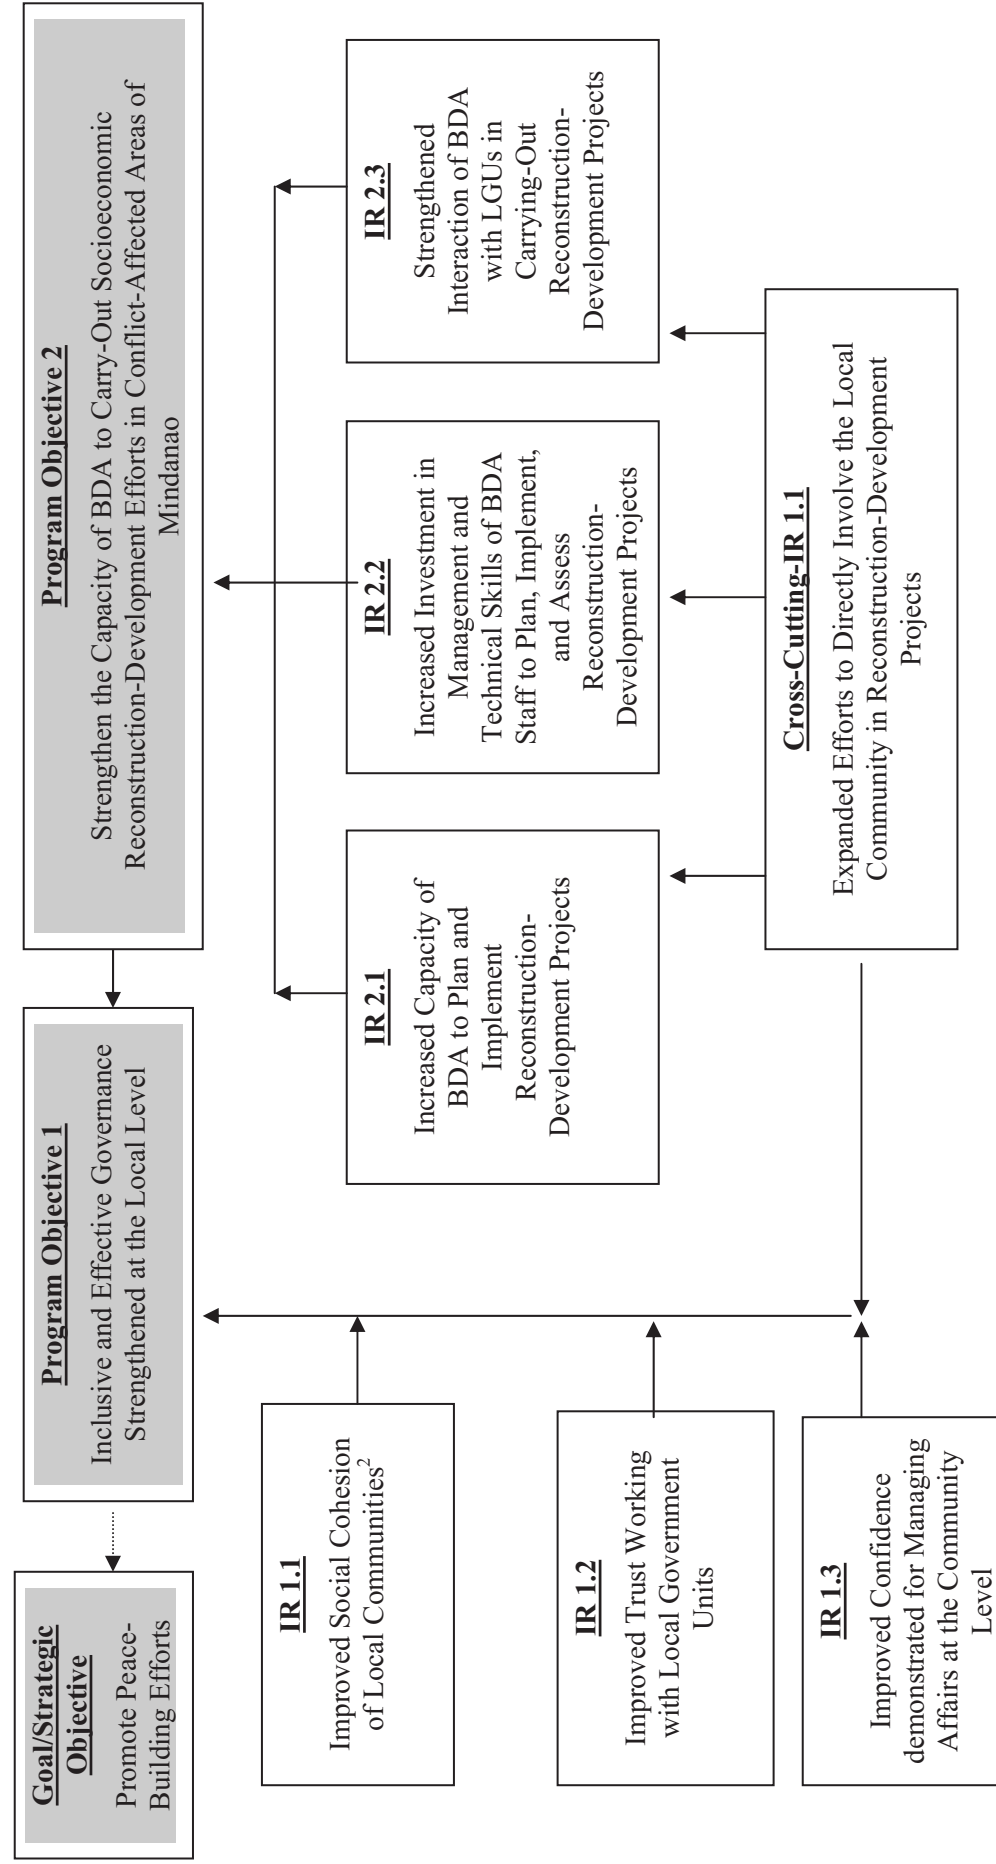 Goal/Strategic
Objective
Promote Peace-
Building Efforts
Program Objective 1
Inclusive and Effective Governance
Strengthened at the Local Level
Program Objective 2
Strengthen the Capacity of BDA to Carry-Out Socioeconomic
Reconstruction-Development Efforts in Conflict-Affected Areas of
Mindanao
IR 1.1
Improved Social Cohesion
of Local Communities²
IR 1.2
Improved Trust Working
with Local Government
Units
IR 1.3
Improved Confidence
demonstrated for Managing
Affairs at the Community
Level
IR 2.1
Increased Capacity of
BDA to Plan and
Implement
Reconstruction-
Development Projects
IR 2.2
Increased Investment in
Management and
Technical Skills of BDA
Staff to Plan, Implement,
and Assess
Reconstruction-
Development Projects
IR 2.3
Strengthened
Interaction of BDA
with LGUs in
Carrying-Out
Reconstruction-
Development Projects
Cross-Cutting-IR 1.1
Expanded Efforts to Directly Involve the Local
Community in Reconstruction-Development
Projects